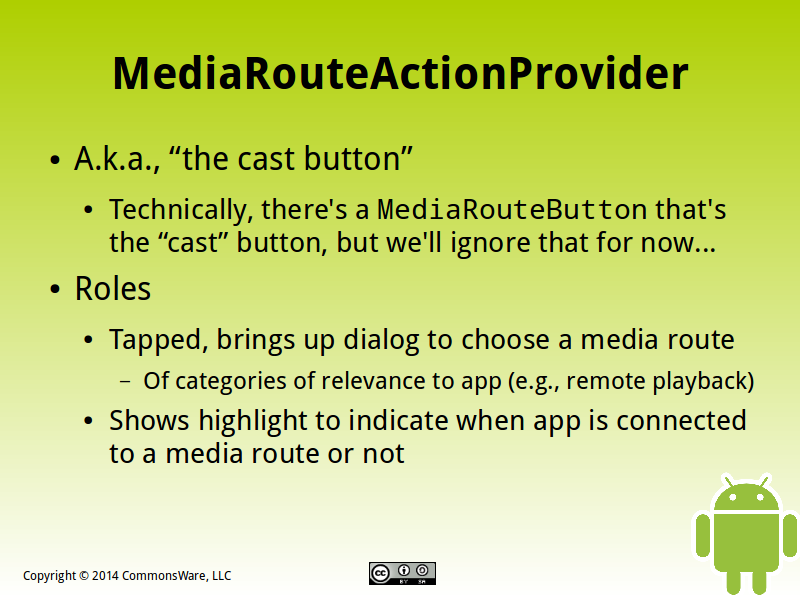 MediaRouteActionProvider
● A.k.a., “the cast button”
● Technically, there's a MediaRouteButton that's
the “cast” button, but we'll ignore that for now...
● Roles
● Tapped, brings up dialog to choose a media route
– Of categories of relevance to app (e.g., remote playback)
● Shows highlight to indicate when app is connected
to a media route or not
Copyright © 2014 CommonsWare, LLC
cc BY SA